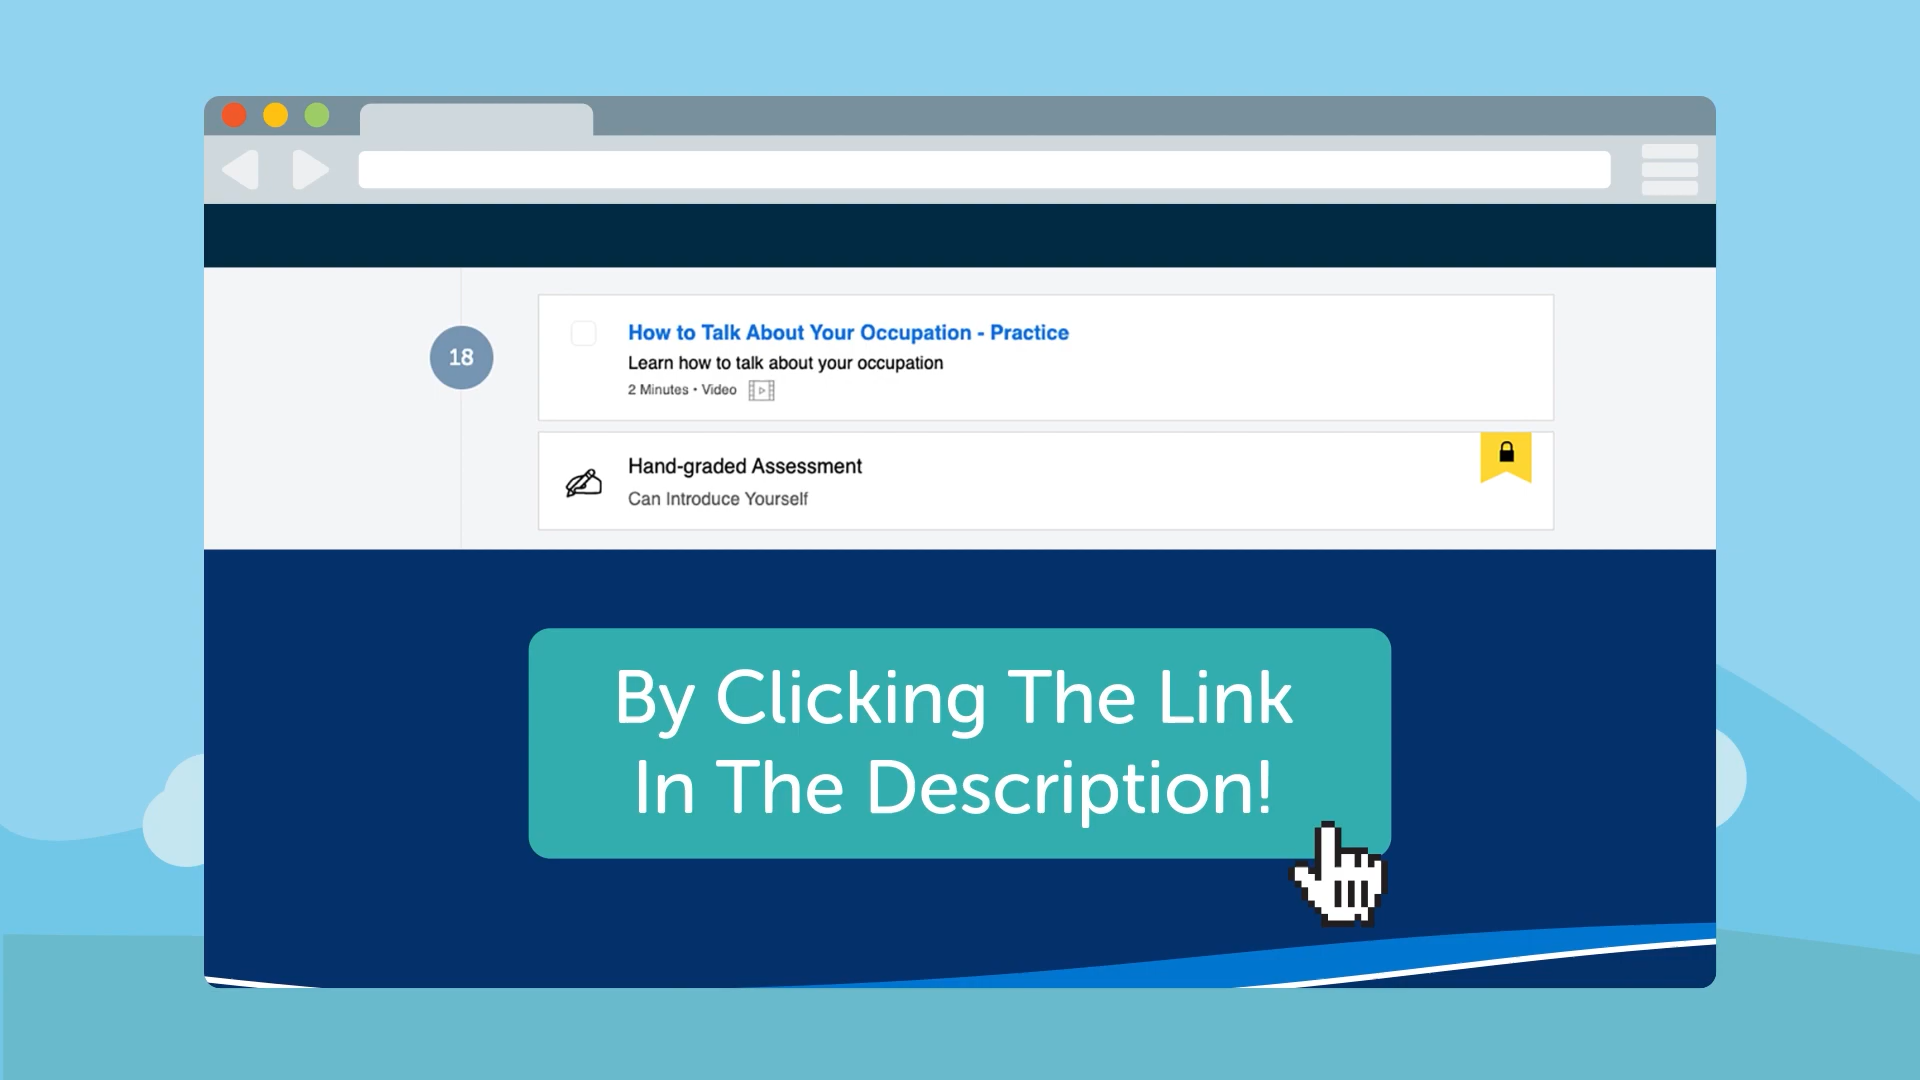 18
How to Talk About Your Occupation - Practice
Learn how to talk about your occupation
2 Minutes • Video
Hand-graded Assessment
Can Introduce Yourself
By Clicking The Link
In The Description!